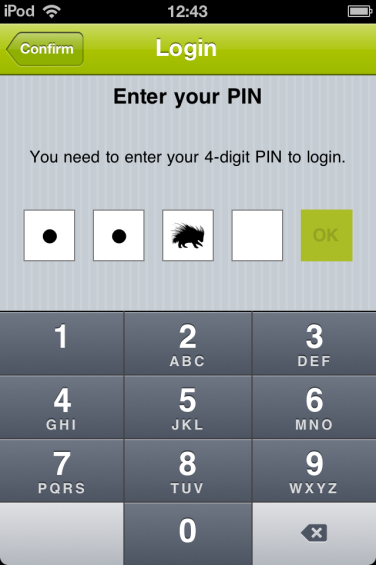 iPod 12:43
Confirm Login
Enter your PIN
You need to enter your 4-digit PIN to login.
OK
1 2 3
ABC DEF
4 5 6
GHI JKL MNO
7 8 9
PQRS TUV WXYZ
0